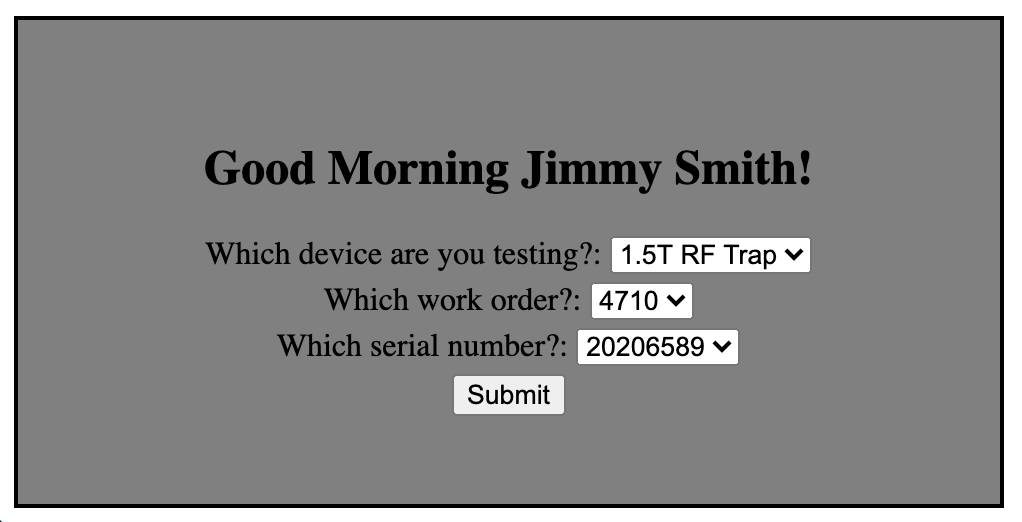 Good Morning Jimmy Smith!
Which device are you testing?: 1.5T RF Trap
Which work order?: 4710
Which serial number?: 20206589
Submit